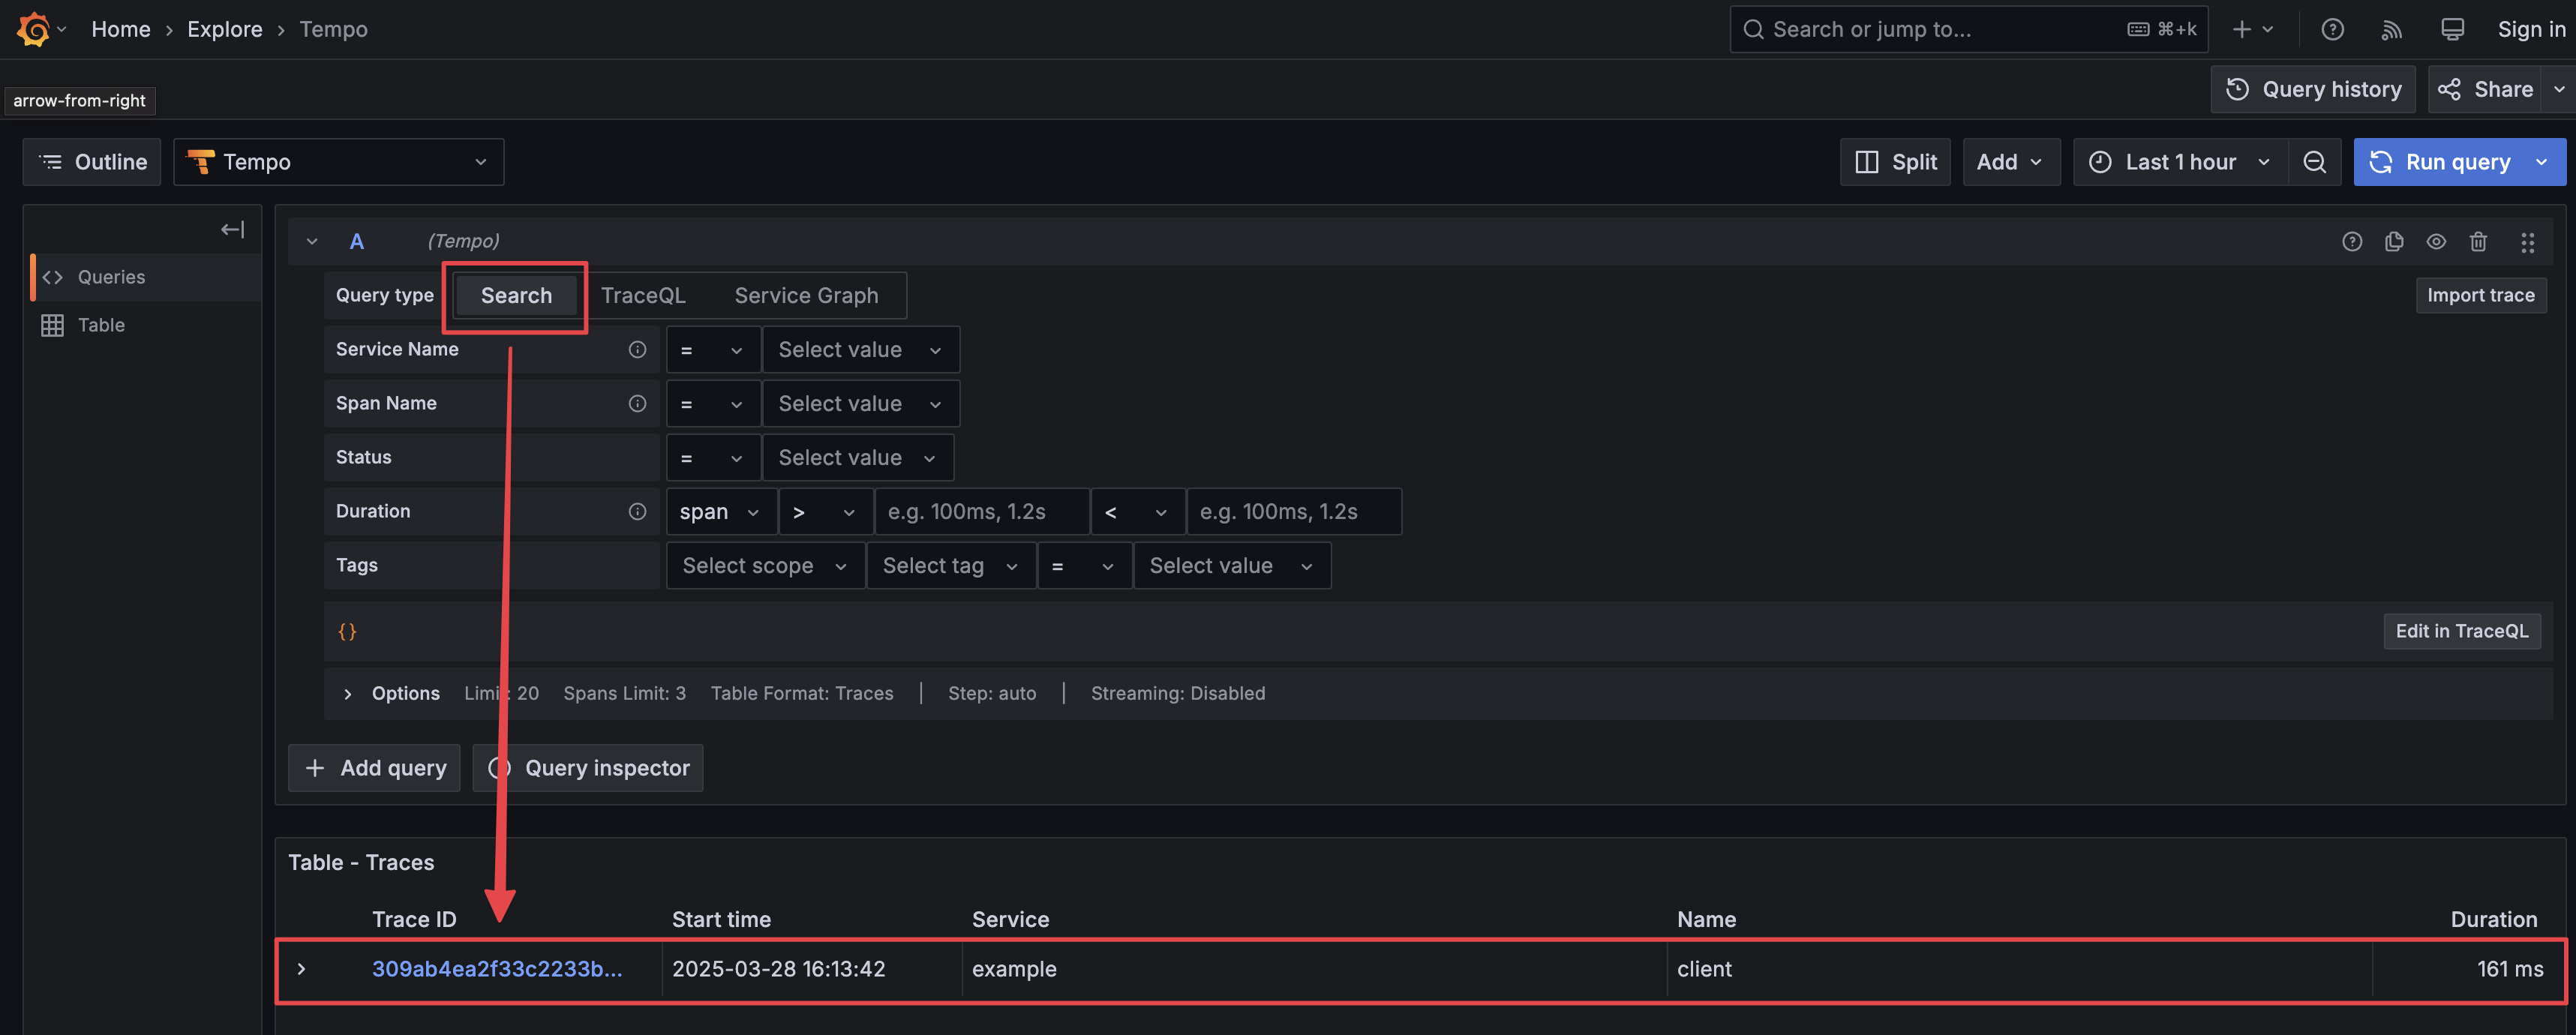 Home › Explore › Tempo
Search or jump to... ⌘+k
Sign in
arrow-from-right
Query history
Share
Outline
Tempo
Split
Add
Last 1 hour
Run query
Queries
Table
A (Tempo)
Query type Search TraceQL Service Graph Import trace
Service Name = Select value
Span Name = Select value
Status = Select value
Duration span > e.g. 100ms, 1.2s < e.g. 100ms, 1.2s
Tags Select scope Select tag = Select value
{} Edit in TraceQL
Options Limit: 20 Spans Limit: 3 Table Format: Traces | Step: auto | Streaming: Disabled
+ Add query Query inspector
Table - Traces
Trace ID Start time Service Name Duration
309ab4ea2f33c2233b... 2025-03-28 16:13:42 example client 161 ms